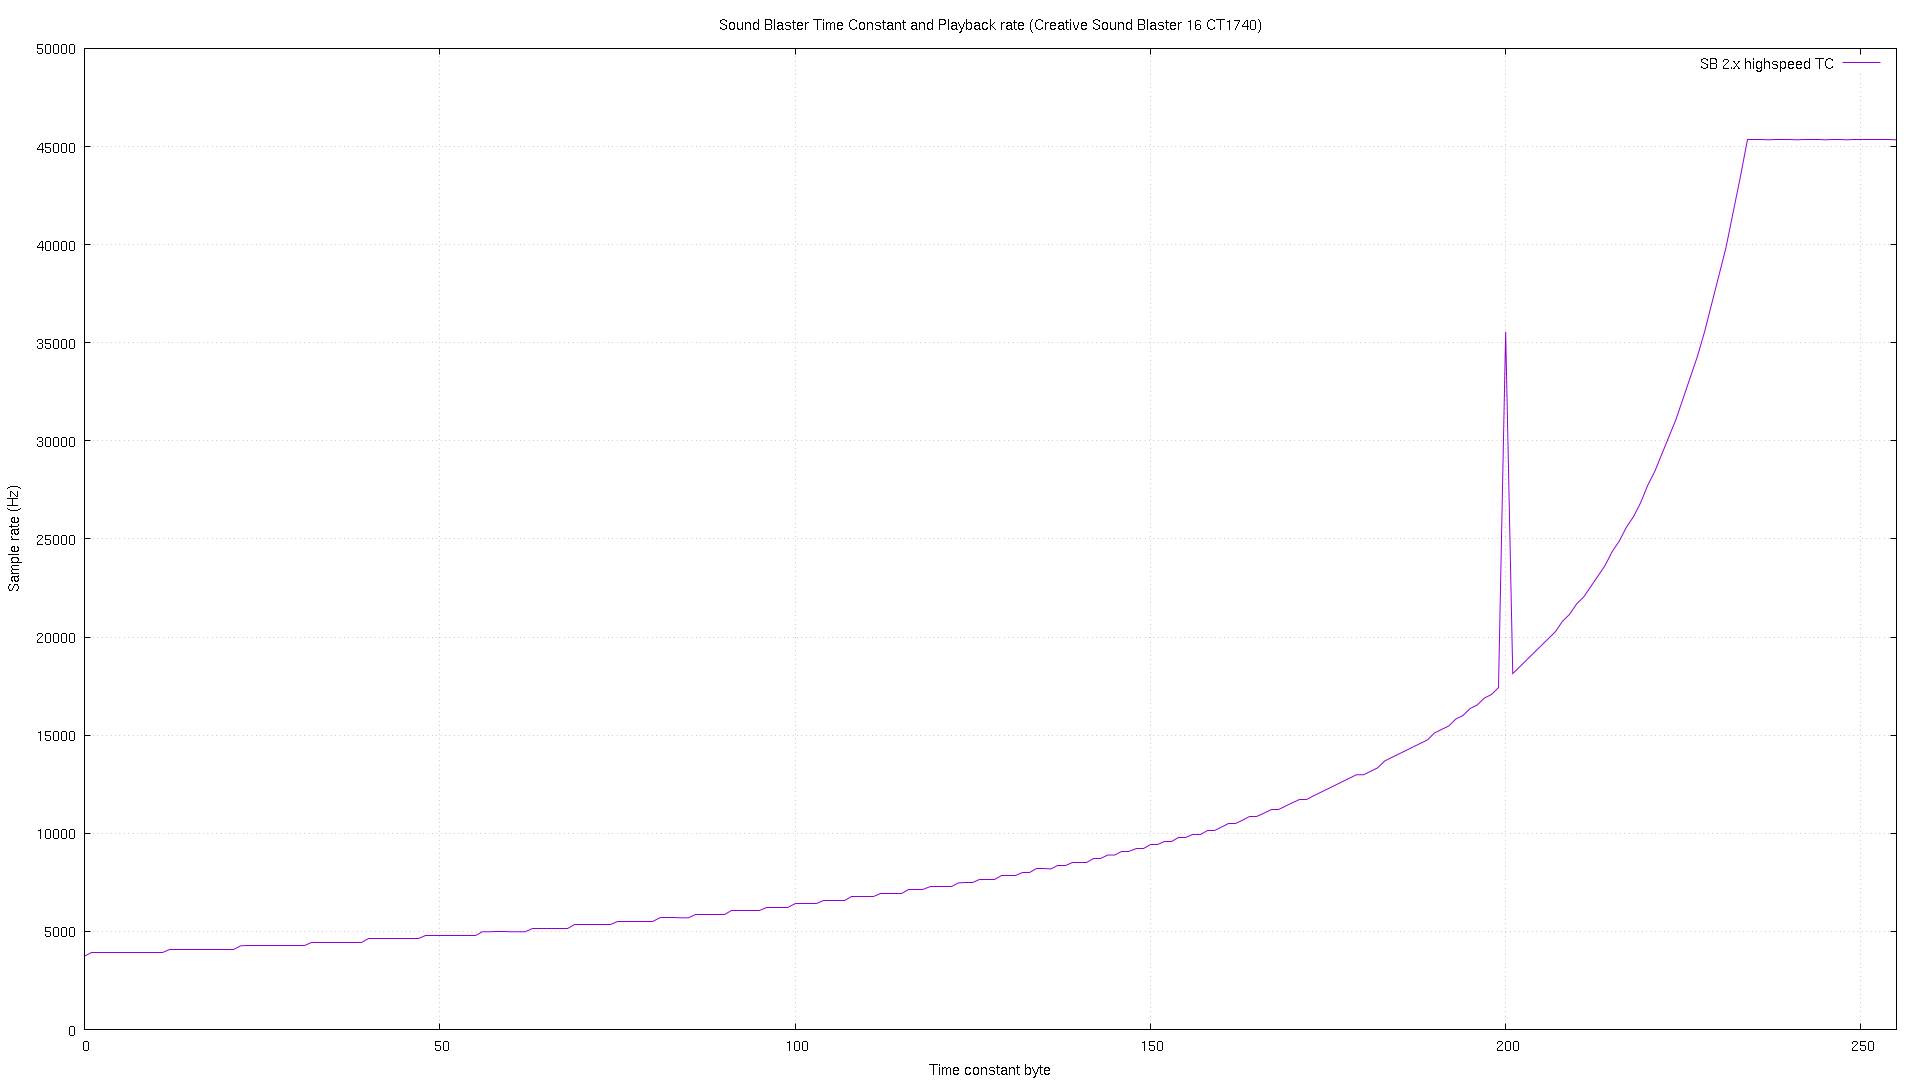 Sound Blaster Time Constant and Playback rate (Creative Sound Blaster 16 CT1740)
SB 2.x highspeed TC
50000
45000
40000
35000
30000
25000
20000
15000
10000
5000
0
Sample rate (Hz)
0 50 100 150 200 250
Time constant byte